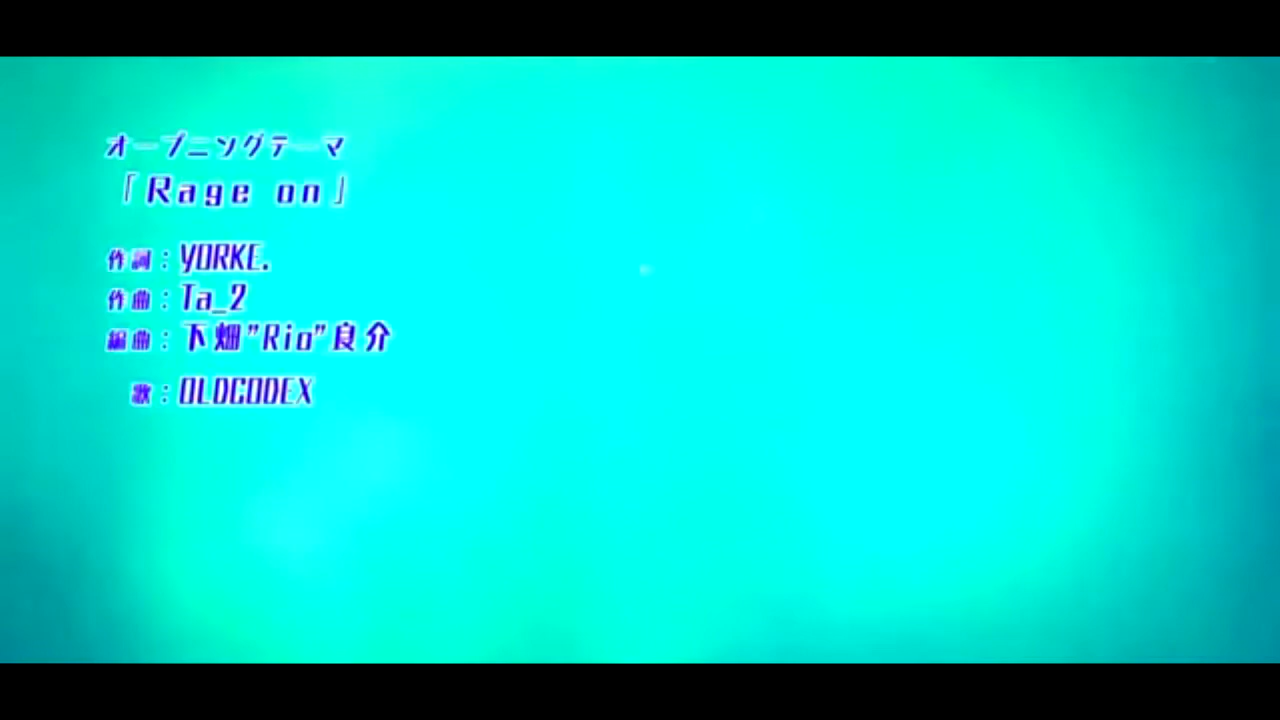 オープニングテーマ
「Rage on」
作詞：YORKE.
作曲：Ta_2
編曲：下畑"Rio"良介
歌：OLDCODEX